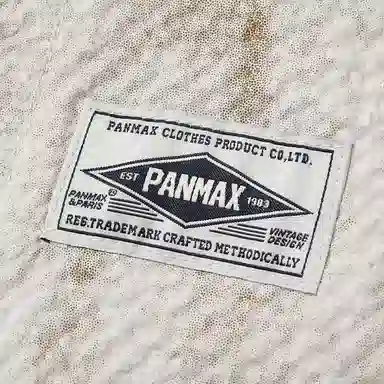 PANMAX CLOTHES PRODUCT CO,LTD.
EST PANMAX 1983
PANMAX®
&PARIS
VINTAGE
DESIGN
REG.TRADEMARK CRAFTED METHODICALLY